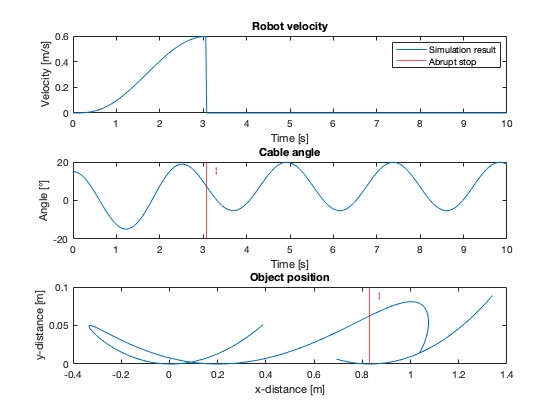 Robot velocity
0.6
0.4
0.2
0
Velocity [m/s]
Simulation result
Abrupt stop
0 1 2 3 4 5 6 7 8 9 10
Time [s]
Cable angle
20
0
-20
Angle [°]
0 1 2 3 4 5 6 7 8 9 10
Time [s]
Object position
0.1
0.05
0
y-distance [m]
-0.4 -0.2 0 0.2 0.4 0.6 0.8 1 1.2 1.4
x-distance [m]